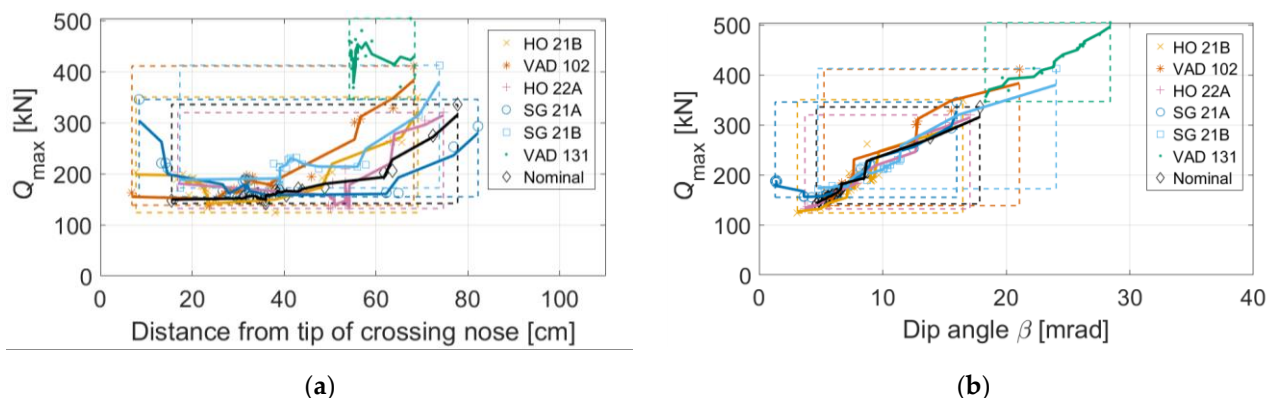 500
400
300
200
100
0
Q_max [kN]
0 20 40 60 80 100
Distance from tip of crossing nose [cm]
HO 21B
VAD 102
HO 22A
SG 21A
SG 21B
VAD 131
Nominal
(a)
500
400
300
200
100
0
Q_max [kN]
0 10 20 30 40
Dip angle β [mrad]
HO 21B
VAD 102
HO 22A
SG 21A
SG 21B
VAD 131
Nominal
(b)